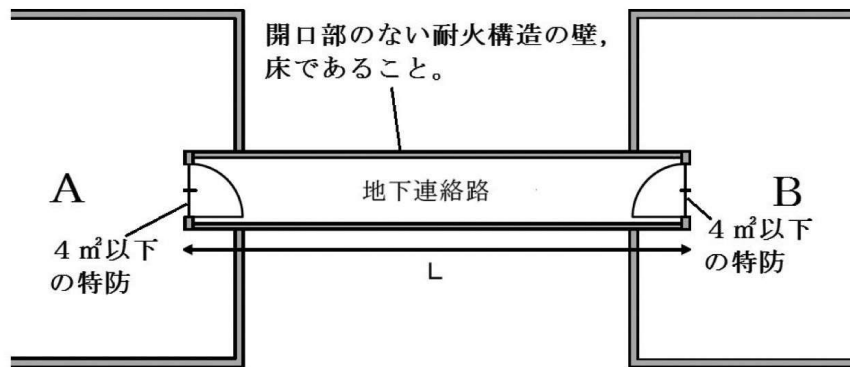 開口部のない耐火構造の壁，
床であること。
A
地下連絡路
B
４㎡以下
の特防
４㎡以下
の特防
L